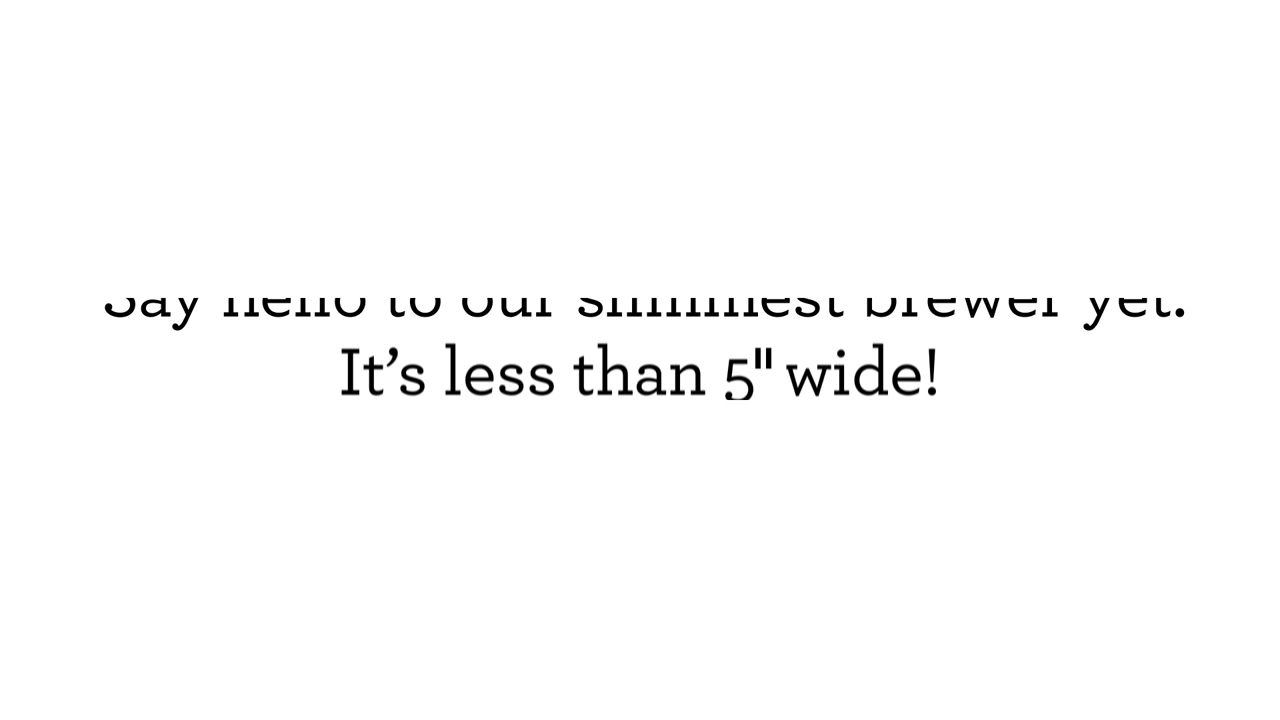 Say hello to our slimmest brewer yet.
It’s less than 5" wide!